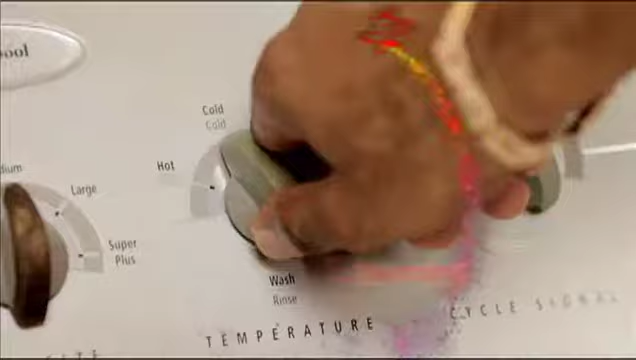 ool
Cold
Cold
Hot
dium
Large
Super
Plus
Wash
Rinse
TEMPERATURE
CYCLE SIGNAL